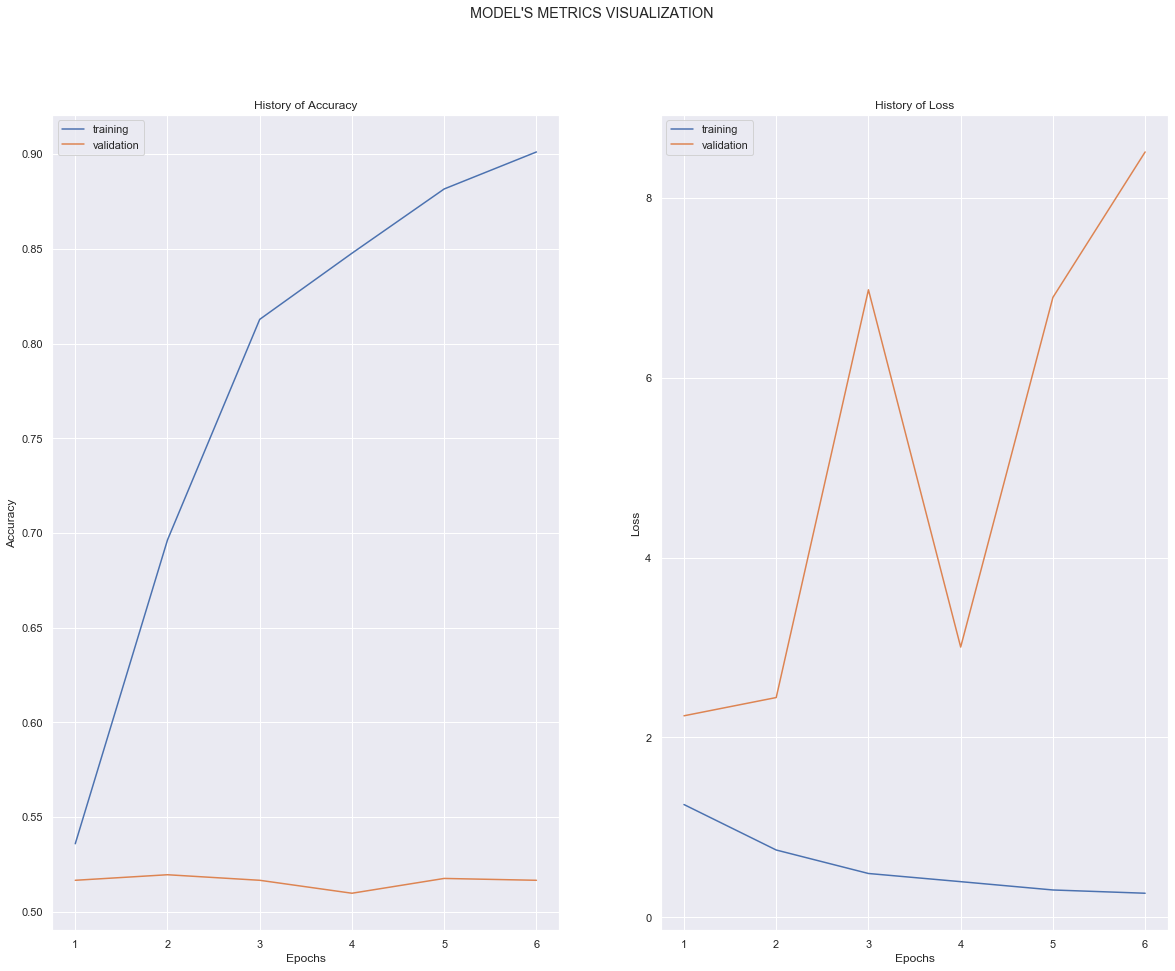 MODEL'S METRICS VISUALIZATION
History of Accuracy
training
validation
0.90
0.85
0.80
0.75
0.70
0.65
0.60
0.55
0.50
Accuracy
1 2 3 4 5 6
Epochs
History of Loss
training
validation
8
6
4
2
0
Loss
1 2 3 4 5 6
Epochs